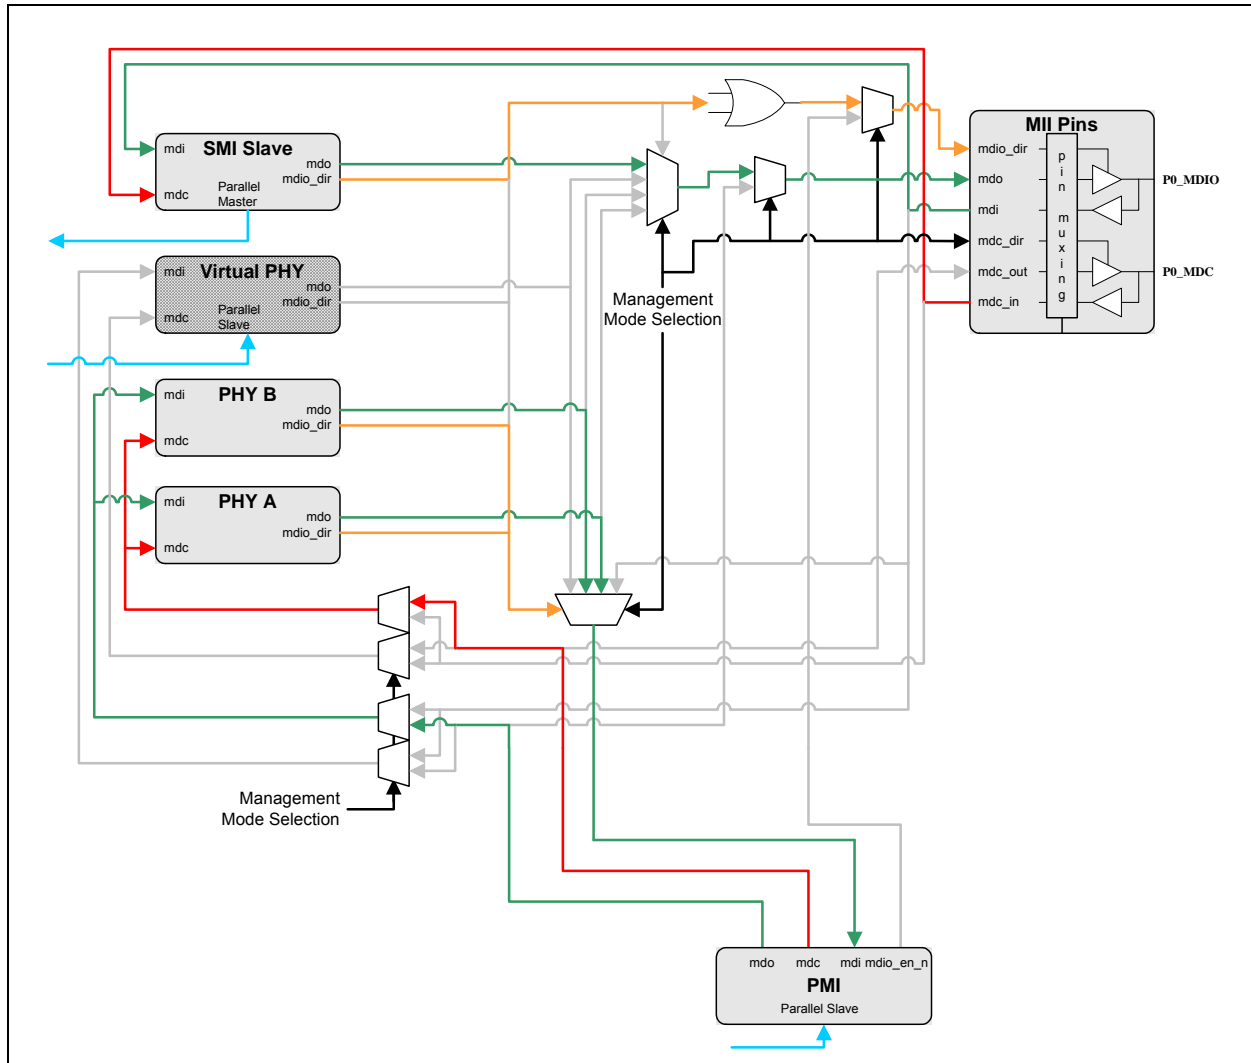 SMI Slave
mdi
mdo
mdio_dir
mdc
Parallel
Master
MII Pins
mdio_dir
mdo
mdi
mdc_dir
mdc_out
mdc_in
p
i
n
m
u
x
i
n
g
P0_MDIO
P0_MDC
Virtual PHY
mdi
mdo
mdio_dir
mdc
Parallel
Slave
Management
Mode Selection
PHY B
mdi
mdo
mdio_dir
mdc
PHY A
mdi
mdo
mdio_dir
mdc
Management
Mode Selection
mdo
mdc
mdi
mdio_en_n
PMI
Parallel Slave